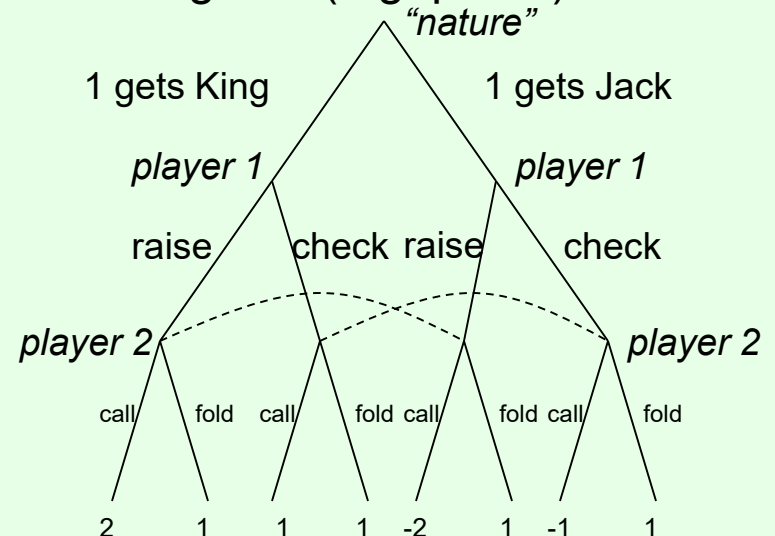 “nature”
1 gets King 1 gets Jack
player 1 player 1
raise check raise check
player 2 player 2
call fold call fold call fold call fold
2 1 1 1 -2 1 -1 1